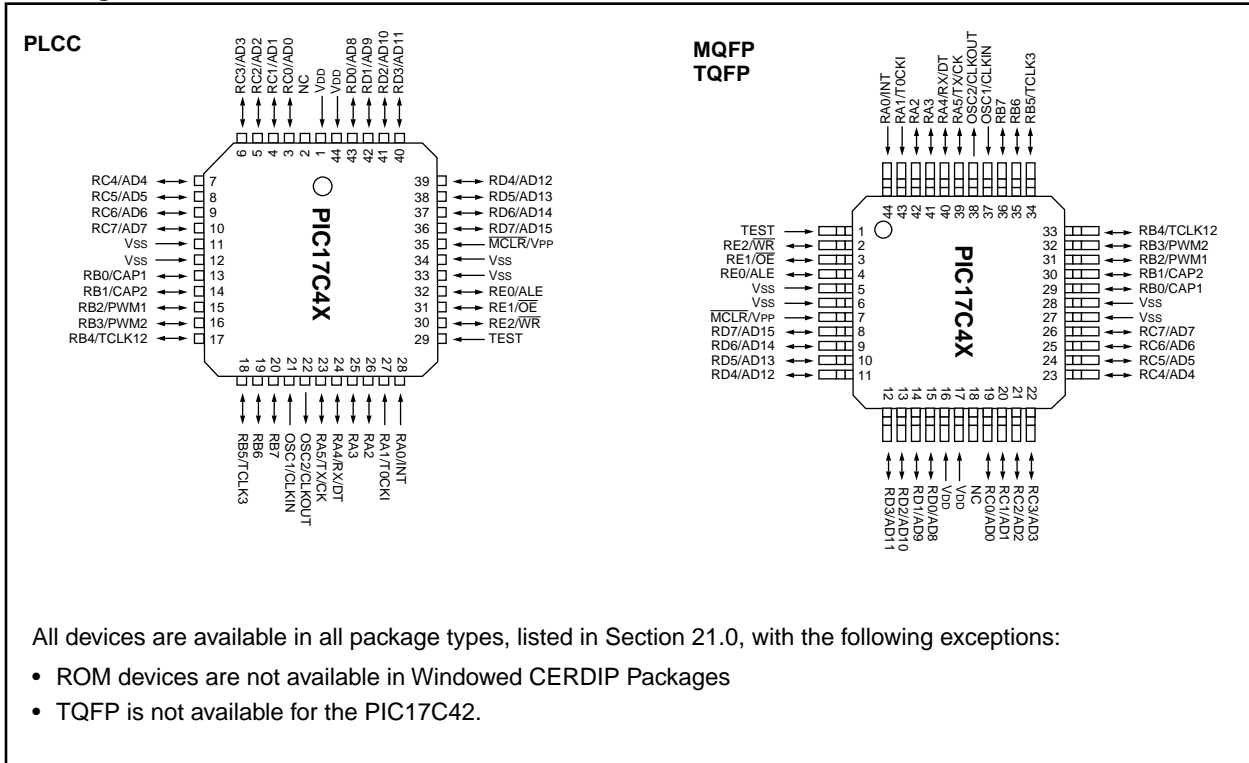 PLCC
RC3/AD3
RC2/AD2
RC1/AD1
RC0/AD0
NC
VDD
VDD
RD0/AD8
RD1/AD9
RD2/AD10
RD3/AD11
6 5 4 3 2 1 44 43 42 41 40
RC4/AD4 7
RC5/AD5 8
RC6/AD6 9
RC7/AD7 10
VSS 11
VSS 12
RB0/CAP1 13
RB1/CAP2 14
RB2/PWM1 15
RB3/PWM2 16
RB4/TCLK12 17
PIC17C4X
39 RD4/AD12
38 RD5/AD13
37 RD6/AD14
36 RD7/AD15
35 MCLR/VPP
34 VSS
33 VSS
32 RE0/ALE
31 RE1/OE
30 RE2/WR
29 TEST
18 19 20 21 22 23 24 25 26 27 28
RB5/TCLK3
RB6
RB7
OSC1/CLKIN
OSC2/CLKOUT
RA5/TX/CK
RA4/RX/DT
RA3
RA2
RA1/T0CKI
RA0/INT
MQFP
TQFP
RA0/INT
RA1/T0CKI
RA2
RA3
RA4/RX/DT
RA5/TX/CK
OSC2/CLKOUT
OSC1/CLKIN
RB7
RB6
RB5/TCLK3
44 43 42 41 40 39 38 37 36 35 34
TEST 1
RE2/WR 2
RE1/OE 3
RE0/ALE 4
VSS 5
VSS 6
MCLR/VPP 7
RD7/AD15 8
RD6/AD14 9
RD5/AD13 10
RD4/AD12 11
PIC17C4X
33 RB4/TCLK12
32 RB3/PWM2
31 RB2/PWM1
30 RB1/CAP2
29 RB0/CAP1
28 VSS
27 VSS
26 RC7/AD7
25 RC6/AD6
24 RC5/AD5
23 RC4/AD4
12 13 14 15 16 17 18 19 20 21 22
RD3/AD11
RD2/AD10
RD1/AD9
RD0/AD8
VDD
VDD
NC
RC0/AD0
RC1/AD1
RC2/AD2
RC3/AD3
All devices are available in all package types, listed in Section 21.0, with the following exceptions:
• ROM devices are not available in Windowed CERDIP Packages
• TQFP is not available for the PIC17C42.